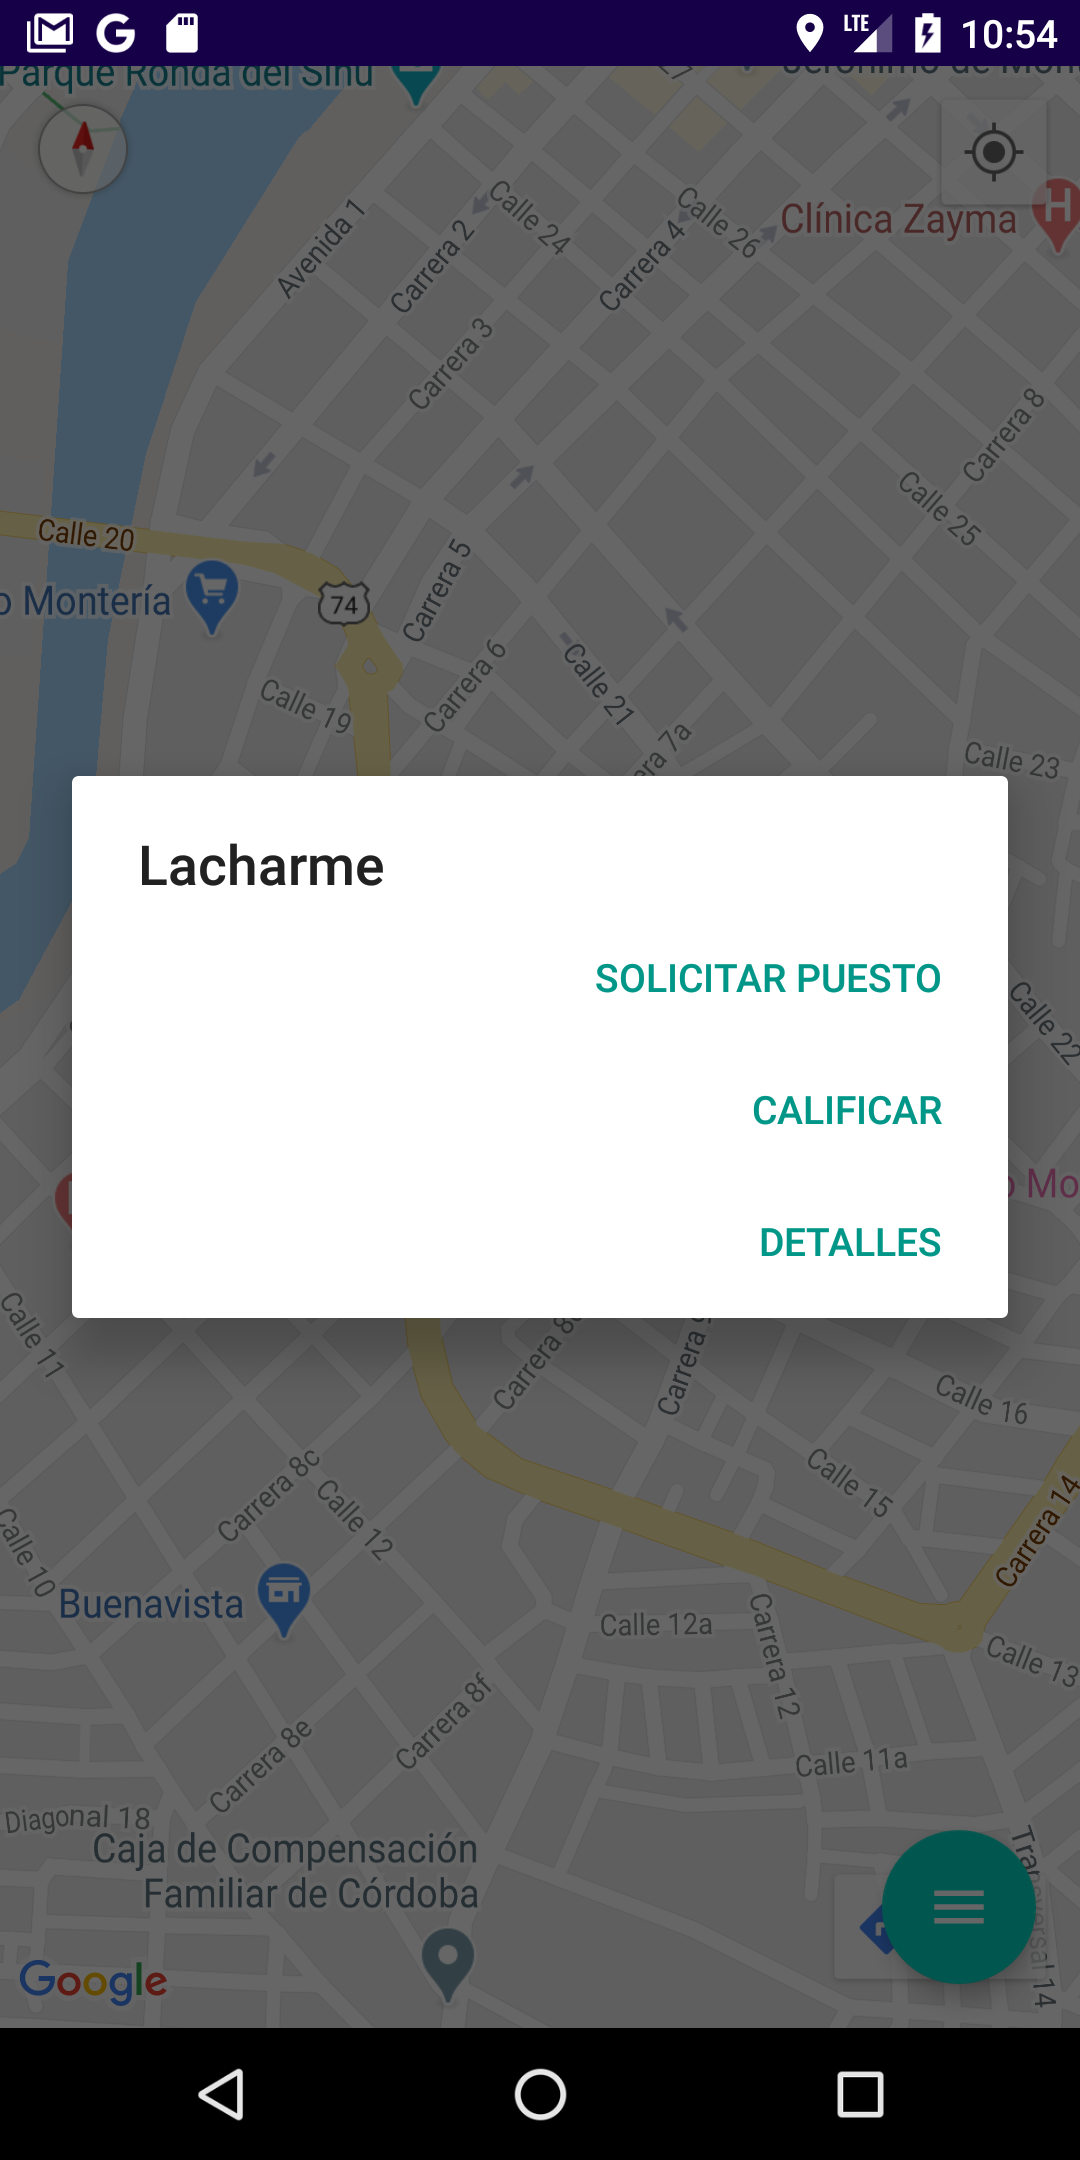 10:54
LTE
Parque Ronda del Sinú
Clínica Zayma
Avenida 1
Carrera 2
Calle 24
Carrera 4
Calle 26
Carrera 3
Carrera 8
Calle 25
Calle 20
o Montería
74
Carrera 5
Carrera 6
Calle 21
Calle 19
era 7a
Calle 23
Lacharme
SOLICITAR PUESTO
CALIFICAR
DETALLES
Calle 22
o Mo
Calle 11
Carrera
Calle 16
Calle 15
Carrera 14
Carrera 8c
Calle 12
Calle 10
Buenavista
Calle 12a
Carrera 12
Calle 13
Carrera 8f
Carrera 8e
Calle 11a
Diagonal 18
Caja de Compensación
Familiar de Córdoba
Transversal 14
Google